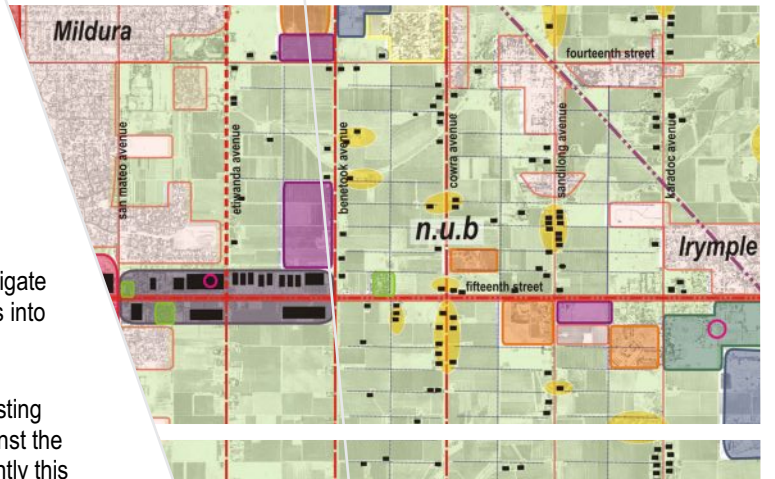 Mildura
fourteenth street
san mateo avenue
etiwanda avenue
benetook avenue
cowra avenue
sandilong avenue
karadoc avenue
n.u.b
Irymple
fifteenth street
igate
s into
sting
nst the
ntly this